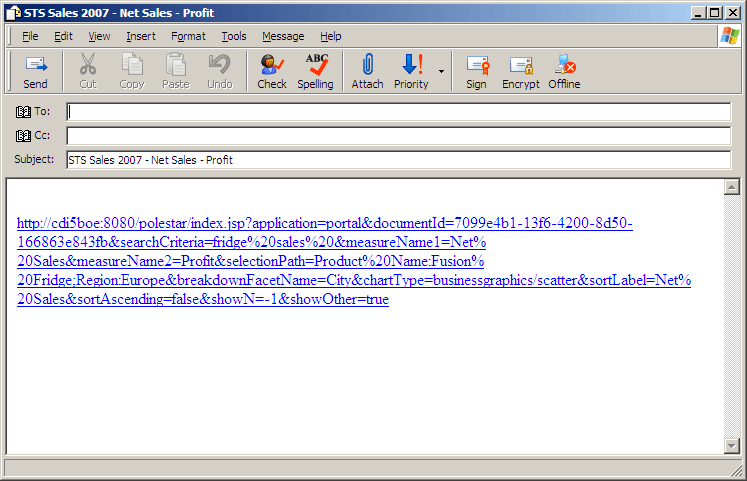 STS Sales 2007 - Net Sales - Profit
File Edit View Insert Format Tools Message Help
Send Cut Copy Paste Undo Check Spelling Attach Priority Sign Encrypt Offline
To:
Cc:
Subject: STS Sales 2007 - Net Sales - Profit
http://cdi5boe:8080/polestar/index.jsp?application=portal&documentId=7099e4b1-13f6-4200-8d50-
166863e843fb&searchCriteria=fridge%20sales%20&measureName1=Net%
20Sales&measureName2=Profit&selectionPath=Product%20Name:Fusion%
20Fridge;Region:Europe&breakdownFacetName=City&chartType=businessgraphics/scatter&sortLabel=Net%
20Sales&sortAscending=false&showN=-1&showOther=true